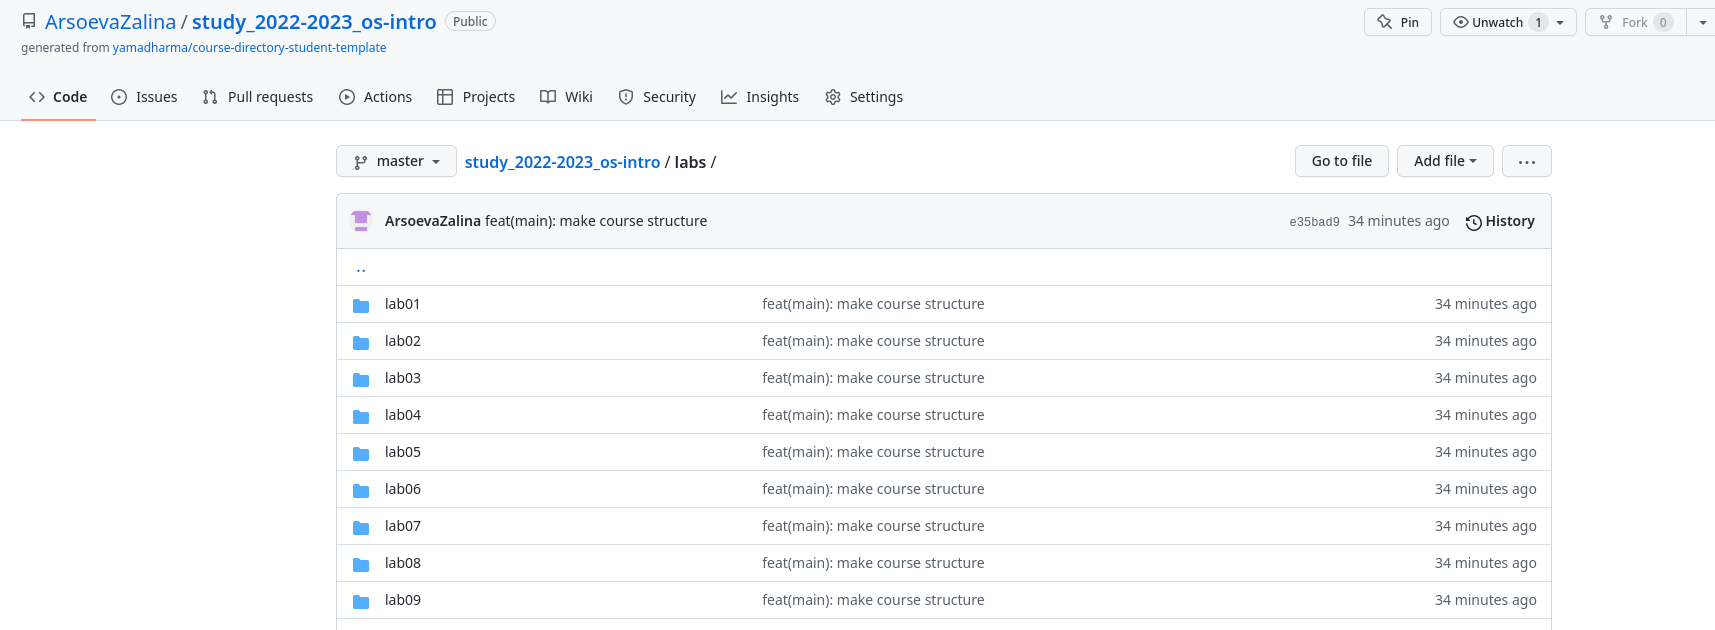 ArsoevaZalina / study_2022-2023_os-intro Public Pin Unwatch 1 Fork 0
generated from yamadharma/course-directory-student-template
Code Issues Pull requests Actions Projects Wiki Security Insights Settings
master study_2022-2023_os-intro / labs / Go to file Add file ...
ArsoevaZalina feat(main): make course structure e35bad9 34 minutes ago History
..
lab01 feat(main): make course structure 34 minutes ago
lab02 feat(main): make course structure 34 minutes ago
lab03 feat(main): make course structure 34 minutes ago
lab04 feat(main): make course structure 34 minutes ago
lab05 feat(main): make course structure 34 minutes ago
lab06 feat(main): make course structure 34 minutes ago
lab07 feat(main): make course structure 34 minutes ago
lab08 feat(main): make course structure 34 minutes ago
lab09 feat(main): make course structure 34 minutes ago